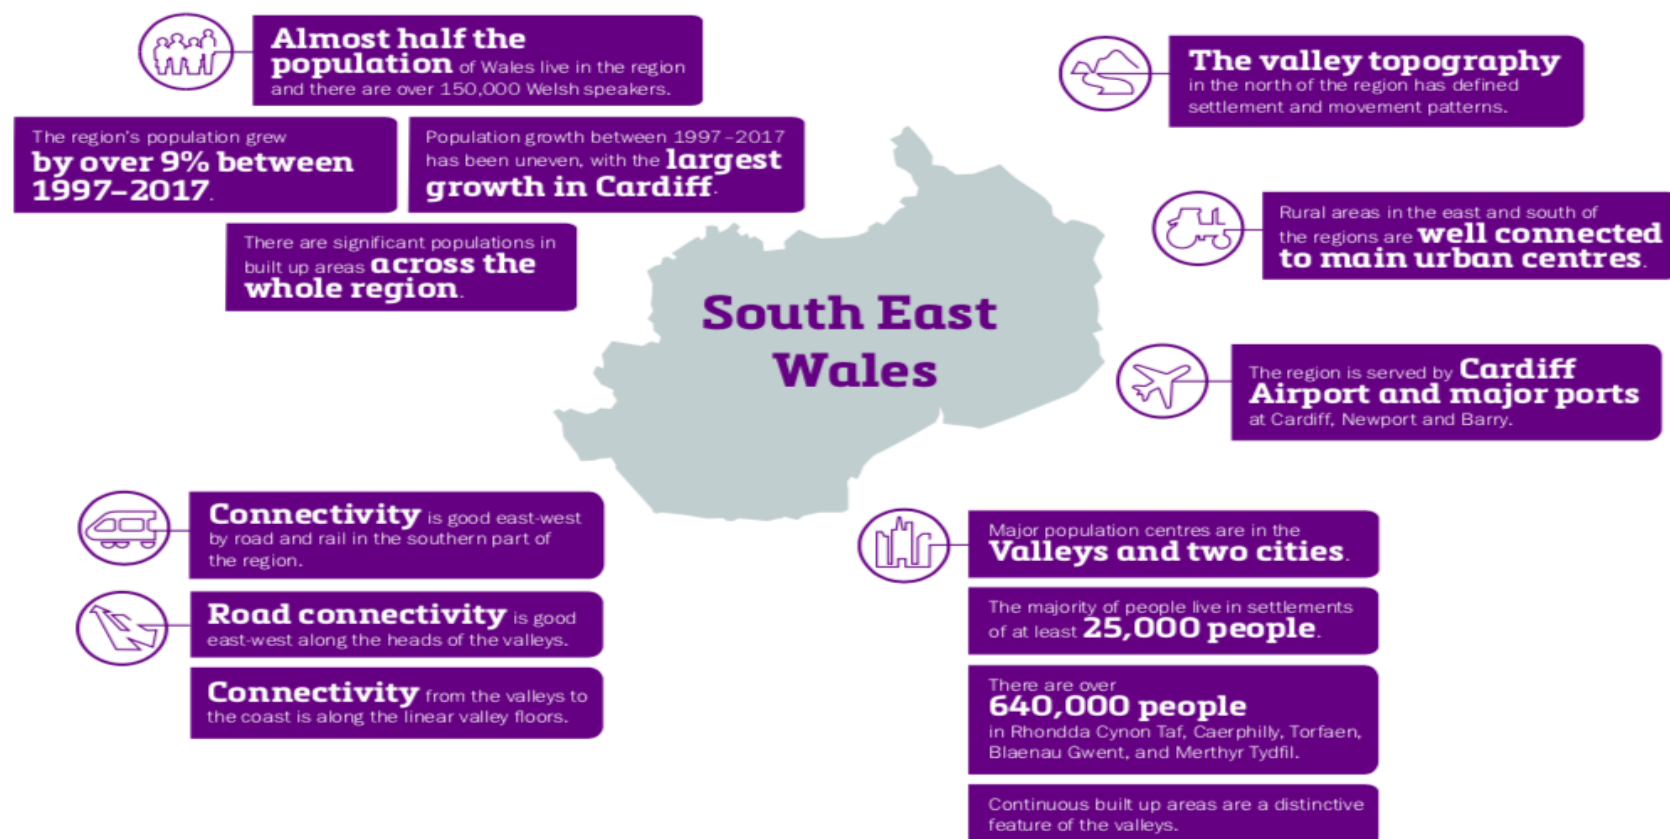 Almost half the
population of Wales live in the region
and there are over 150,000 Welsh speakers.
The region's population grew
by over 9% between
1997–2017.
Population growth between 1997–2017
has been uneven, with the largest
growth in Cardiff.
There are significant populations in
built up areas across the
whole region.
The valley topography
in the north of the region has defined
settlement and movement patterns.
Rural areas in the east and south of
the regions are well connected
to main urban centres.
South East
Wales
The region is served by Cardiff
Airport and major ports
at Cardiff, Newport and Barry.
Connectivity is good east-west
by road and rail in the southern part of
the region.
Road connectivity is good
east-west along the heads of the valleys.
Connectivity from the valleys to
the coast is along the linear valley floors.
Major population centres are in the
Valleys and two cities.
The majority of people live in settlements
of at least 25,000 people.
There are over
640,000 people
in Rhondda Cynon Taf, Caerphilly, Torfaen,
Blaenau Gwent, and Merthyr Tydfil.
Continuous built up areas are a distinctive
feature of the valleys.